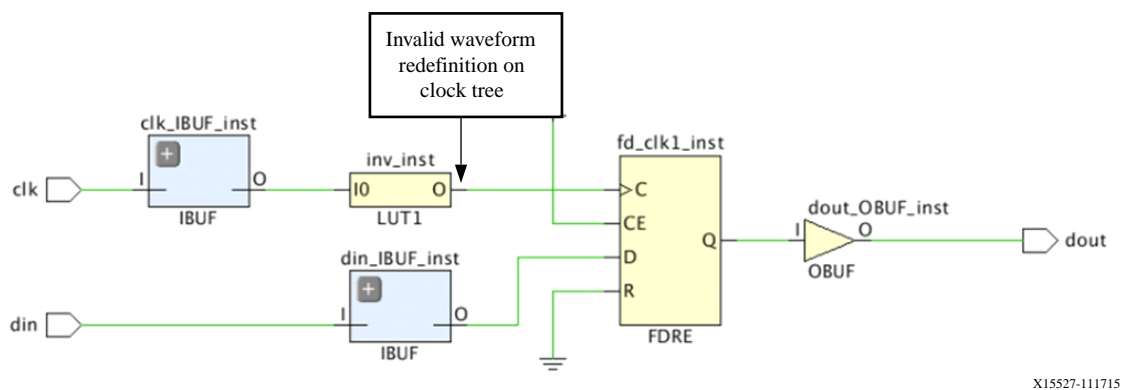 Invalid waveform
redefinition on
clock tree
clk_IBUF_inst
fd_clk1_inst
inv_inst
clk
I
O
I0
O
C
IBUF
LUT1
CE
dout_OBUF_inst
din_IBUF_inst
Q
I
O
dout
D
OBUF
R
din
I
O
IBUF
FDRE
X15527-111715